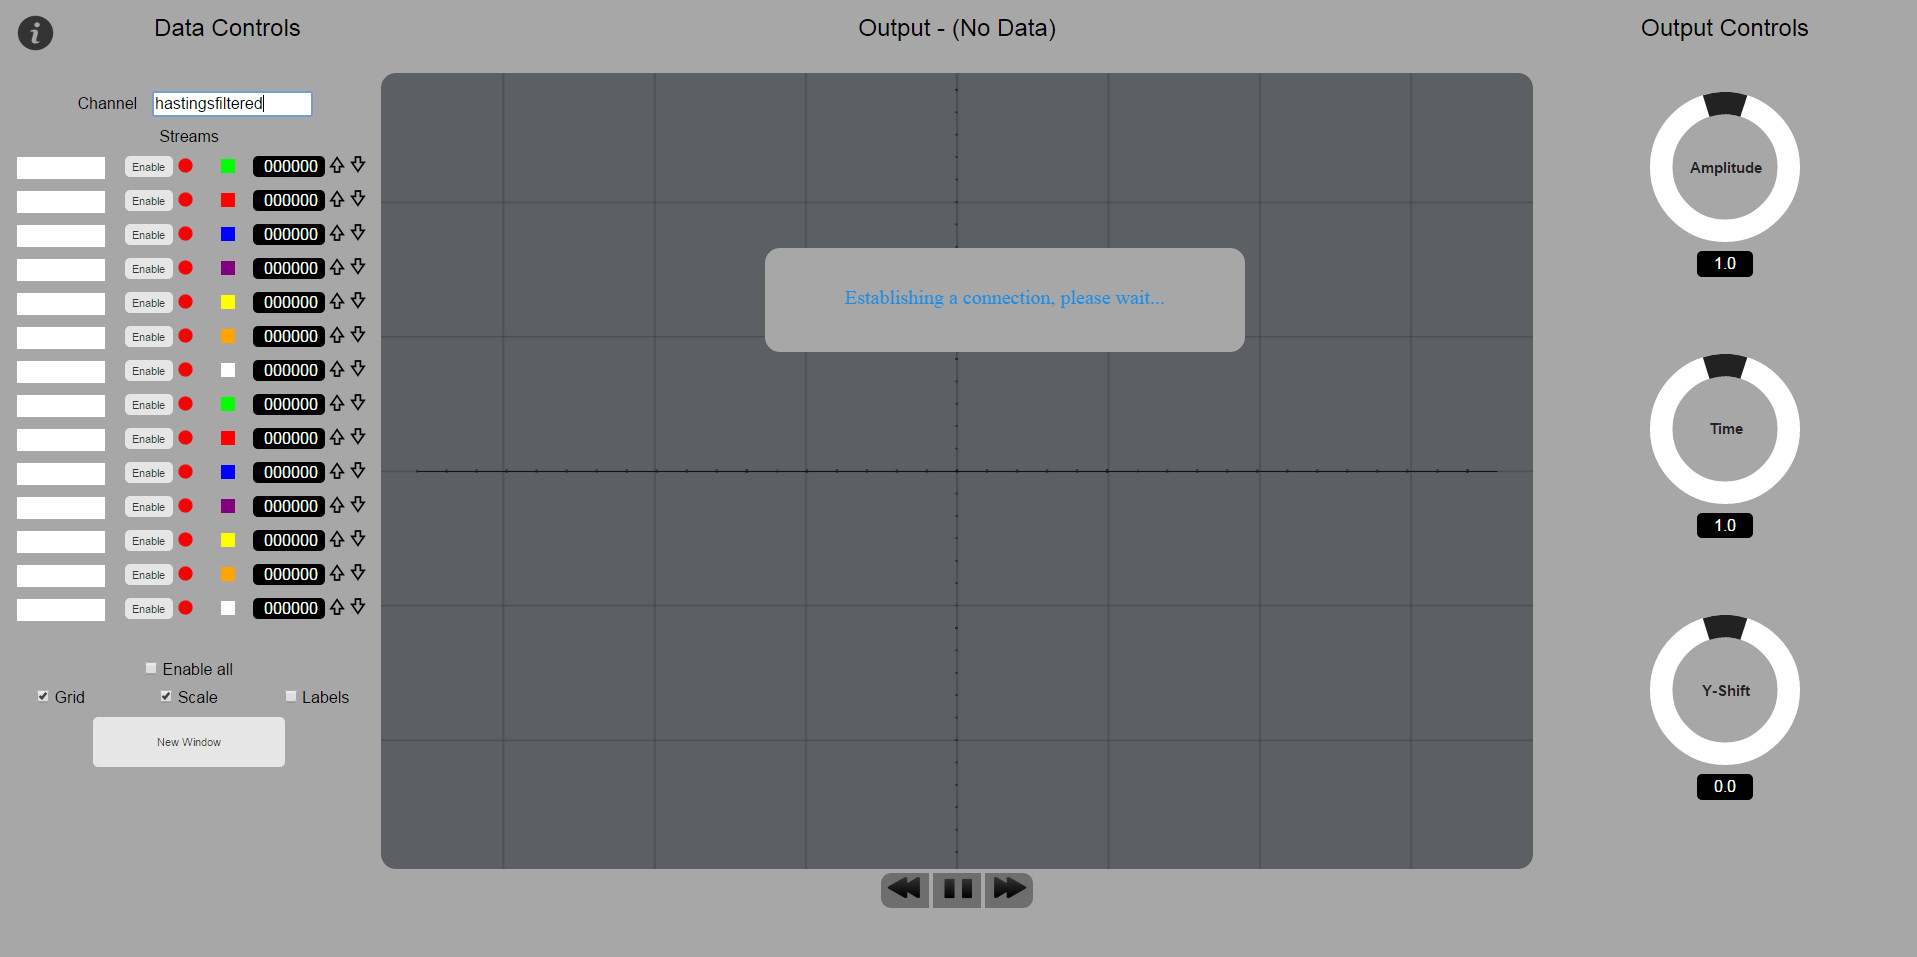 i
Data Controls
Output - (No Data)
Output Controls
Channel hastingsfiltered
Streams
Enable 000000
Enable 000000
Enable 000000
Enable 000000
Enable 000000
Enable 000000
Enable 000000
Enable 000000
Enable 000000
Enable 000000
Enable 000000
Enable 000000
Enable 000000
Enable 000000
Enable all
Grid Scale Labels
New Window
Establishing a connection, please wait...
Amplitude
1.0
Time
1.0
Y-Shift
0.0